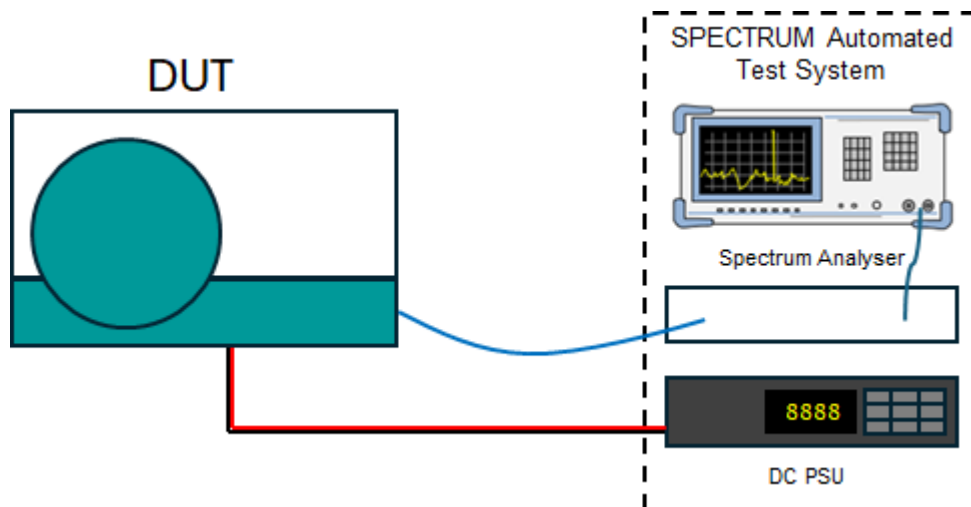 DUT
SPECTRUM Automated
Test System
Spectrum Analyser
8888
DC PSU